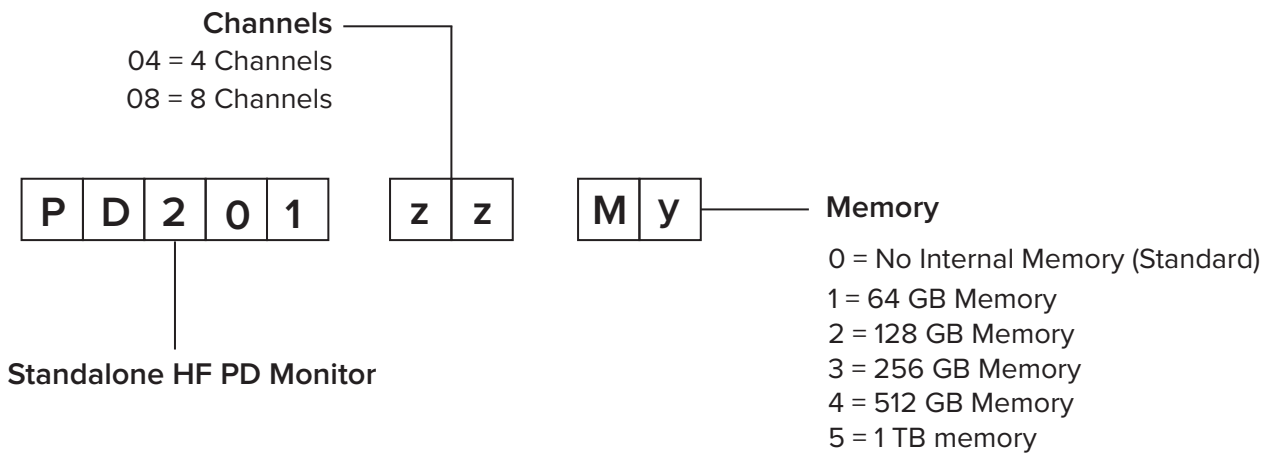 Channels
04 = 4 Channels
08 = 8 Channels
P D 2 0 1 z z M y
Memory
0 = No Internal Memory (Standard)
1 = 64 GB Memory
2 = 128 GB Memory
3 = 256 GB Memory
4 = 512 GB Memory
5 = 1 TB memory
Standalone HF PD Monitor